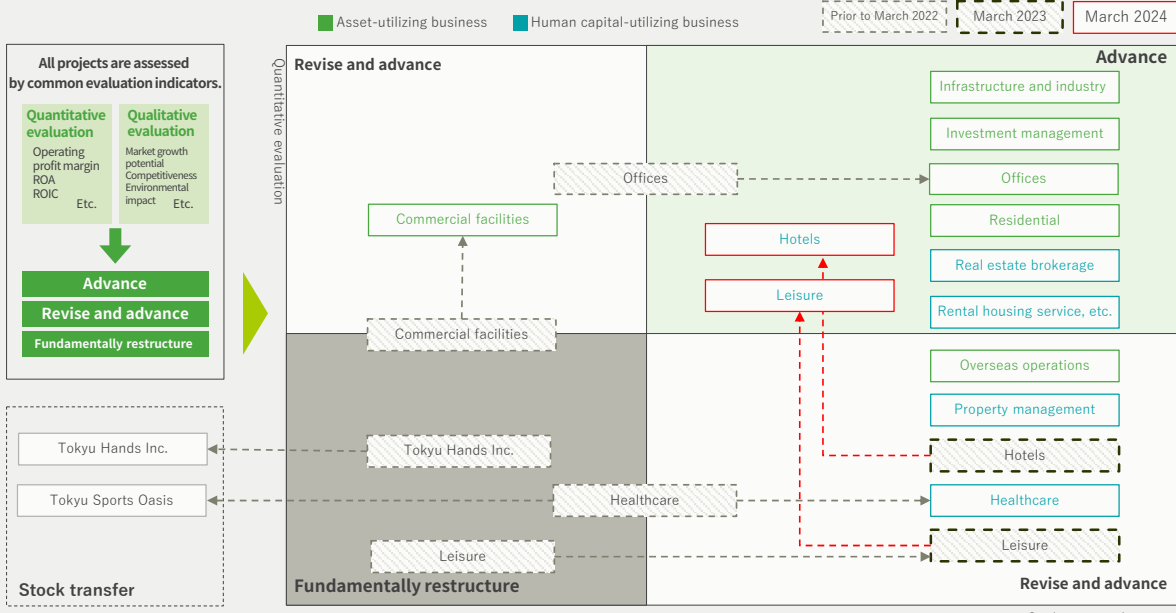 Asset-utilizing business
Human capital-utilizing business
Prior to March 2022
March 2023
March 2024
All projects are assessed
by common evaluation indicators.
Quantitative
evaluation
Operating
profit margin
ROA
ROIC
Etc.
Qualitative
evaluation
Market growth
potential
Competitiveness
Environmental
impact
Etc.
Advance
Revise and advance
Fundamentally restructure
Tokyu Hands Inc.
Tokyu Sports Oasis
Stock transfer
Quantitative evaluation
Revise and advance
Commercial facilities
Commercial facilities
Offices
Advance
Infrastructure and industry
Investment management
Offices
Residential
Real estate brokerage
Rental housing service, etc.
Hotels
Leisure
Tokyu Hands Inc.
Healthcare
Leisure
Fundamentally restructure
Overseas operations
Property management
Hotels
Healthcare
Leisure
Revise and advance